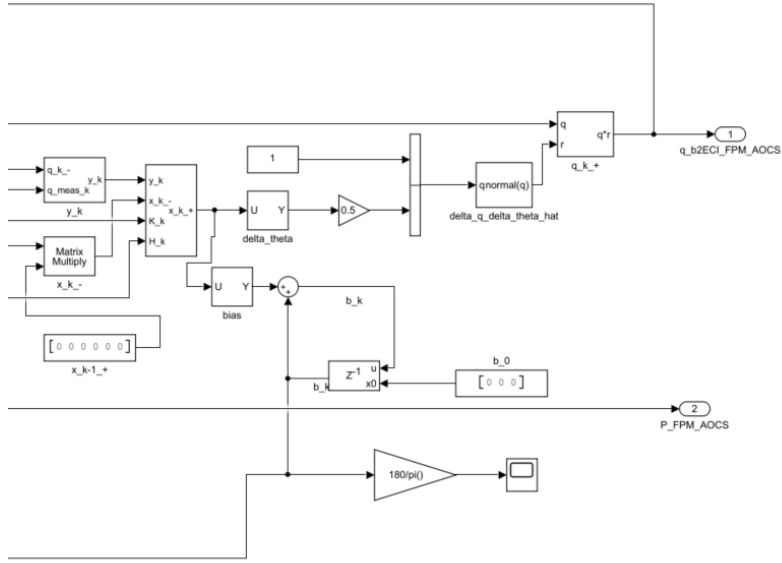 q
r
q*r
q_k_+
1
q_b2ECI_FPM_AOCS
q_k_-
q_meas_k
y_k
y_k
y_k
x_k_-
K_k
H_k
x_k_+
1
U
Y
delta_theta
0.5
qnormal(q)
delta_q_delta_theta_hat
Matrix
Multiply
x_k_-
U
Y
bias
+
+
b_k
[0 0 0 0 0 0]
x_k-1_+
b_k
Z-1
u
x0
b_0
[0 0 0]
2
P_FPM_AOCS
180/pi()